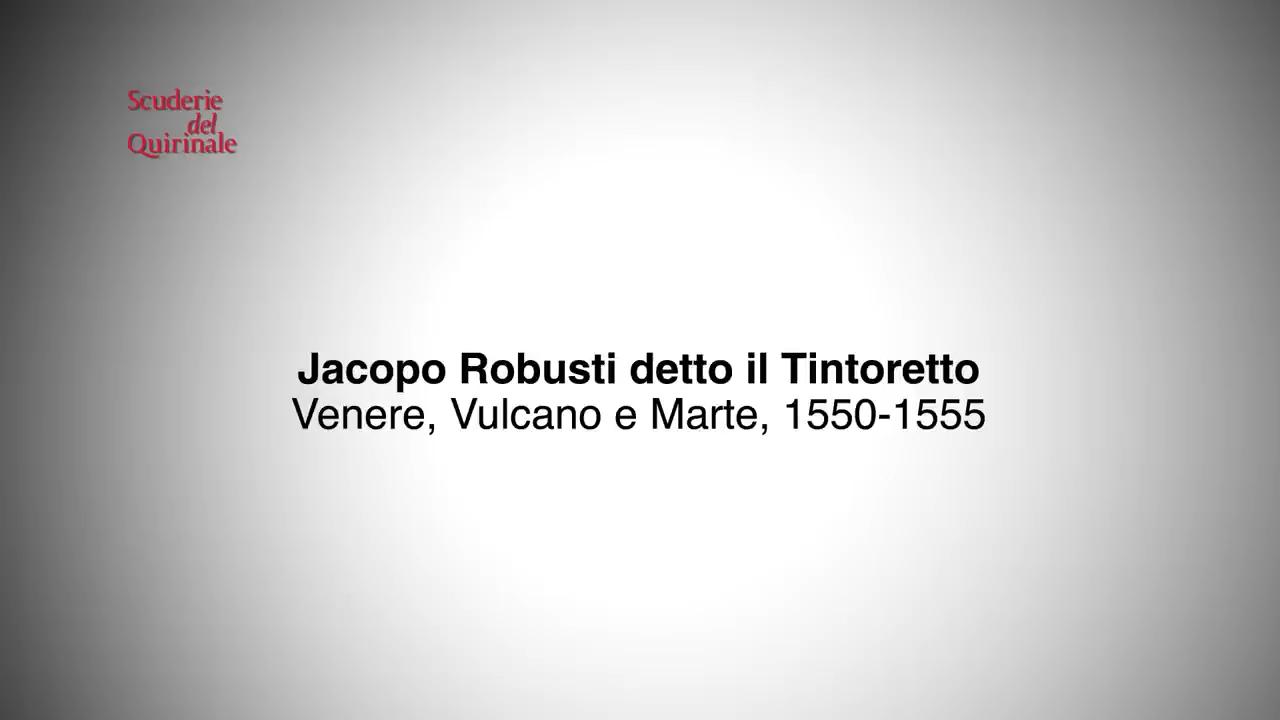 Scuderie
del
Quirinale
Jacopo Robusti detto il Tintoretto
Venere, Vulcano e Marte, 1550-1555